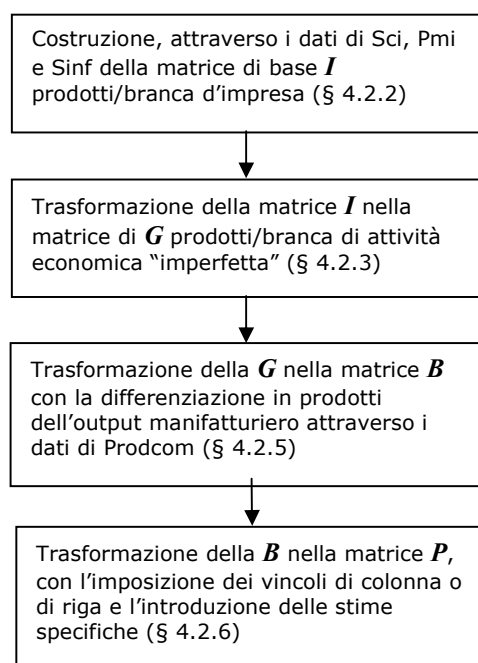 Costruzione, attraverso i dati di Sci, Pmi
e Sinf della matrice di base I
prodotti/branca d'impresa (§ 4.2.2)
Trasformazione della matrice I nella
matrice di G prodotti/branca di attività
economica “imperfetta” (§ 4.2.3)
Trasformazione della G nella matrice B
con la differenziazione in prodotti
dell'output manifatturiero attraverso i
dati di Prodcom (§ 4.2.5)
Trasformazione della B nella matrice P,
con l'imposizione dei vincoli di colonna o
di riga e l'introduzione delle stime
specifiche (§ 4.2.6)